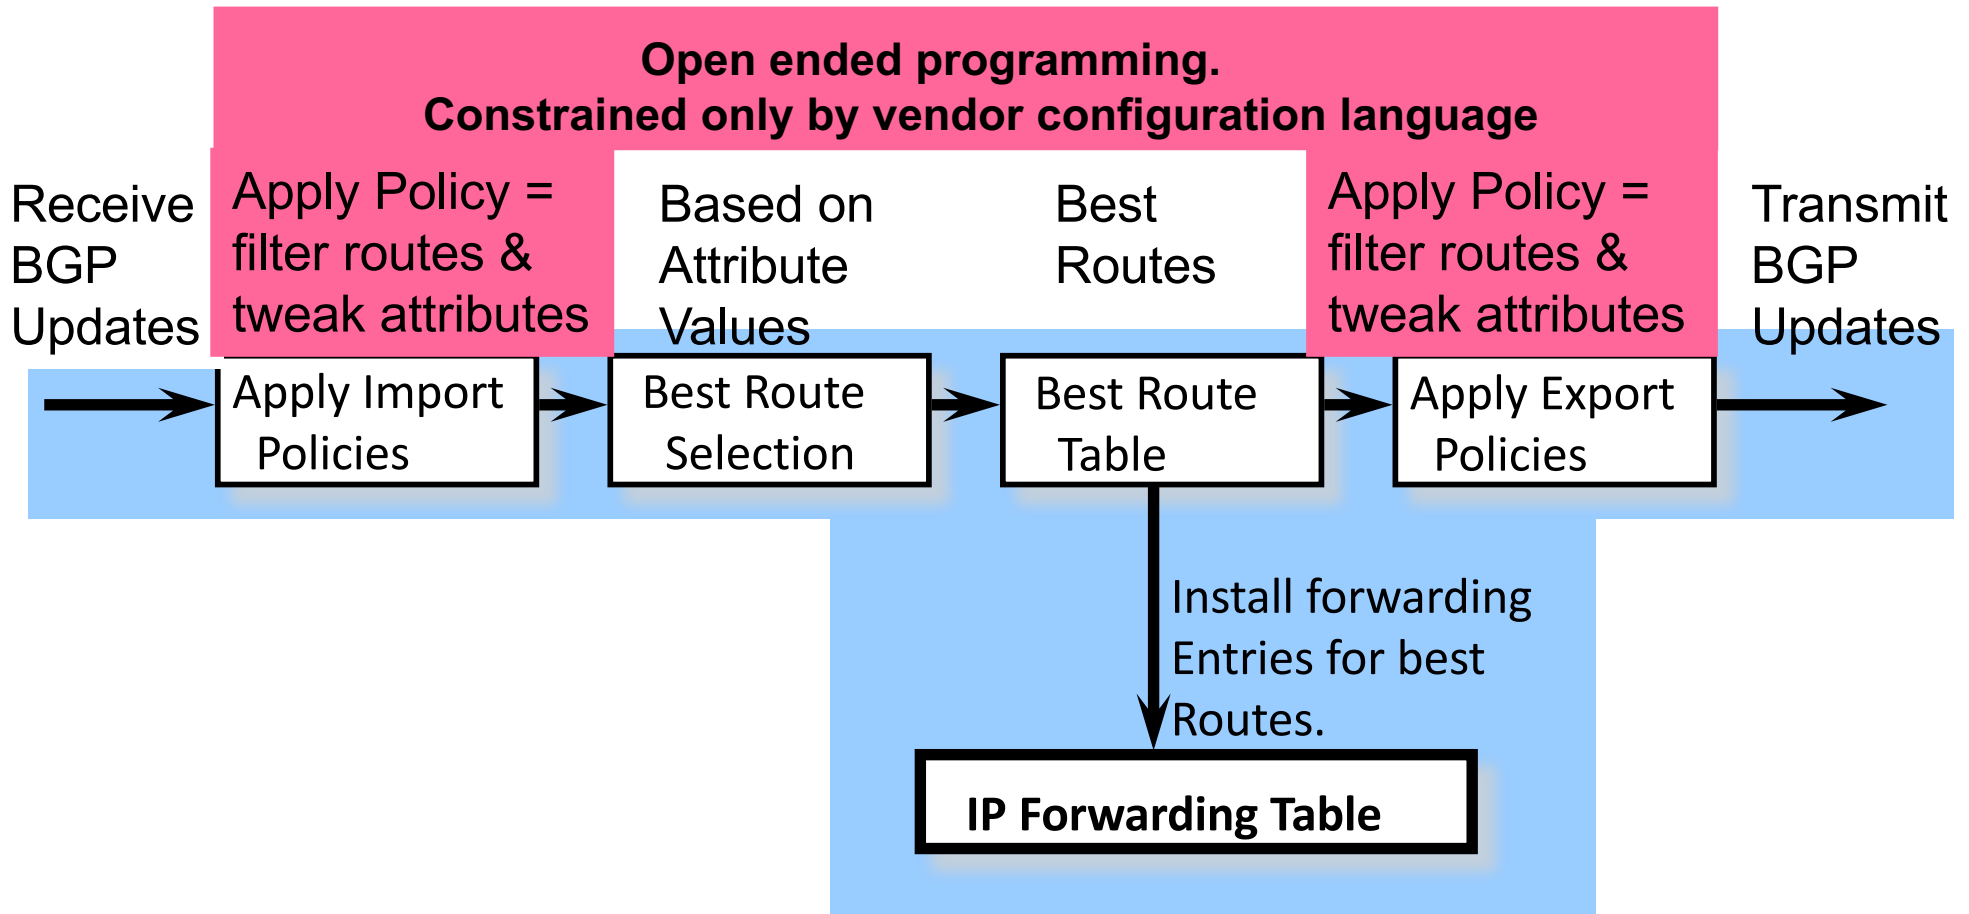 Open ended programming.
Constrained only by vendor configuration language
Receive
BGP
Updates
Apply Policy =
filter routes &
tweak attributes
Based on
Attribute
Values
Best
Routes
Apply Policy =
filter routes &
tweak attributes
Transmit
BGP
Updates
Apply Import
Policies
Best Route
Selection
Best Route
Table
Apply Export
Policies
Install forwarding
Entries for best
Routes.
IP Forwarding Table